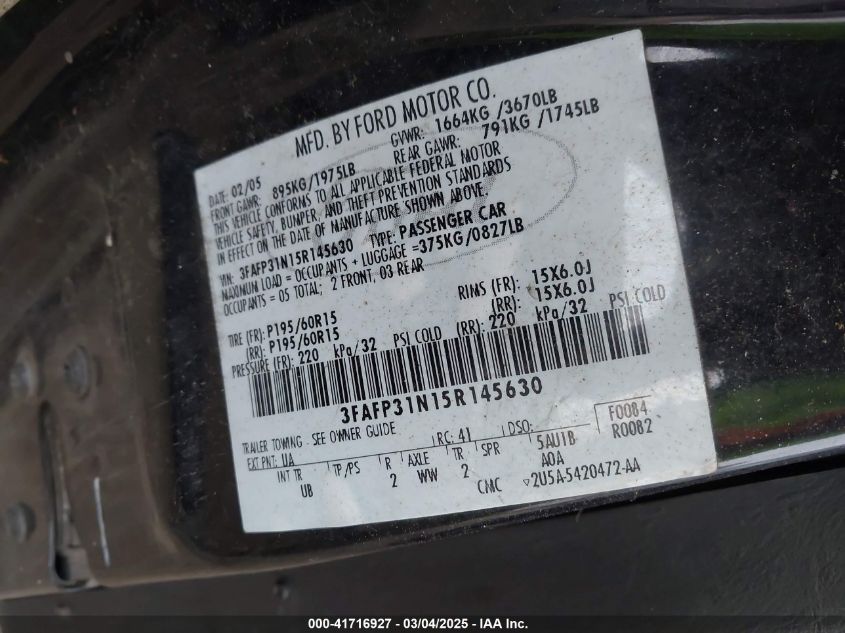 MFD. BY FORD MOTOR CO.
DATE: 02/05 GVWR: 1664KG /3670LB
FRONT GAWR: 895KG/1975LB REAR GAWR: 791KG /1745LB
THIS VEHICLE CONFORMS TO ALL APPLICABLE FEDERAL MOTOR
VEHICLE SAFETY, BUMPER, AND THEFT PREVENTION STANDARDS
IN EFFECT ON THE DATE OF MANUFACTURE SHOWN ABOVE.
VIN: 3FAFP31N15R145630 TYPE: PASSENGER CAR
MAXIMUM LOAD = OCCUPANTS + LUGGAGE =375KG/0827LB
OCCUPANTS = 05 TOTAL; 2 FRONT, 03 REAR
TIRE (FR): P195/60R15 RINS (FR): 15X6.0J
(RR): P195/60R15 (RR): 15X6.0J
PRESSURE (FR): 220 kPa/32 PSI COLD (RR): 220 kPa/32 PSI COLD
3FAFP31N15R145630
TRAILER TOWING - SEE OWNER GUIDE
EXT PNT: UA RC: 41 DSO: F0084
INT TR TP/PS R AXLE TR SPR 5AU1B R0082
UB 2 WW 2 A0A
CMC 2U5A-5420472-AA
000-41716927 - 03/04/2025 - IAA Inc.